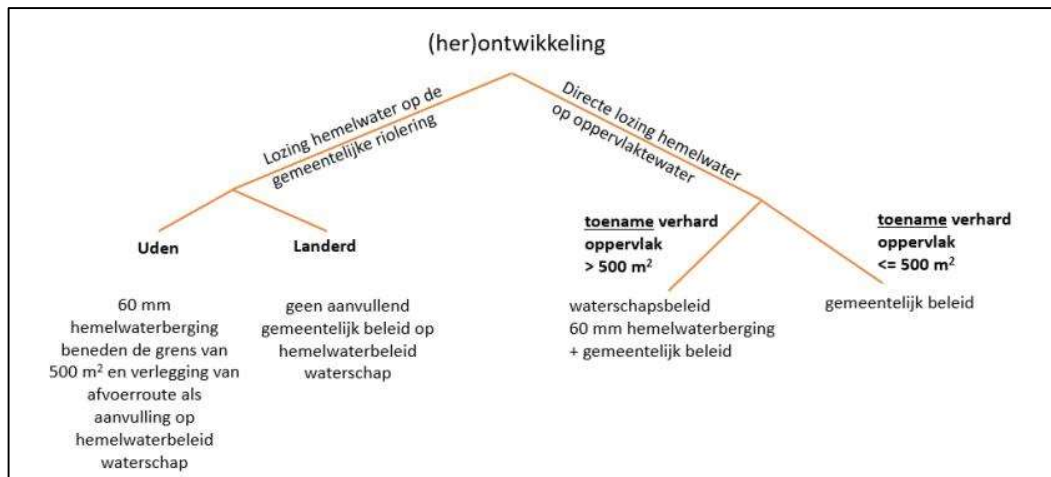 (her)ontwikkeling
Lozing hemelwater op de
gemeentelijke riolering
Directe lozing hemelwater
op oppervlaktewater
Uden
Landerd
toename verhard
oppervlak
> 500 m²
toename verhard
oppervlak
<= 500 m²
60 mm
hemelwaterberging
beneden de grens van
500 m² en verlegging van
afvoerroute als
aanvulling op
hemelwaterbeleid
waterschap
geen aanvullend
gemeentelijk beleid op
hemelwaterbeleid
waterschap
waterschapsbeleid
60 mm hemelwaterberging
+ gemeentelijk beleid
gemeentelijk beleid